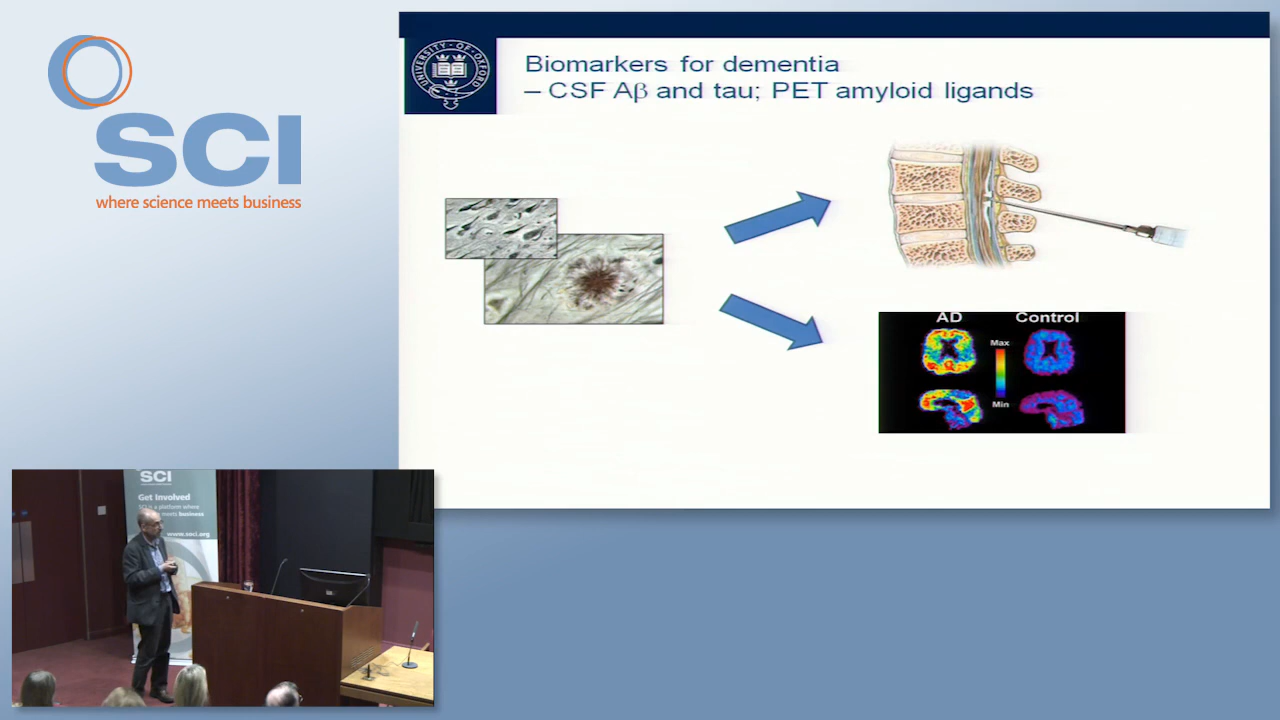 SCI
where science meets business
UNIVERSITY · OF · OXFORD
Biomarkers for dementia
– CSF Aβ and tau; PET amyloid ligands
AD Control
Max
Min
SCI
Get Involved
www.soci.org